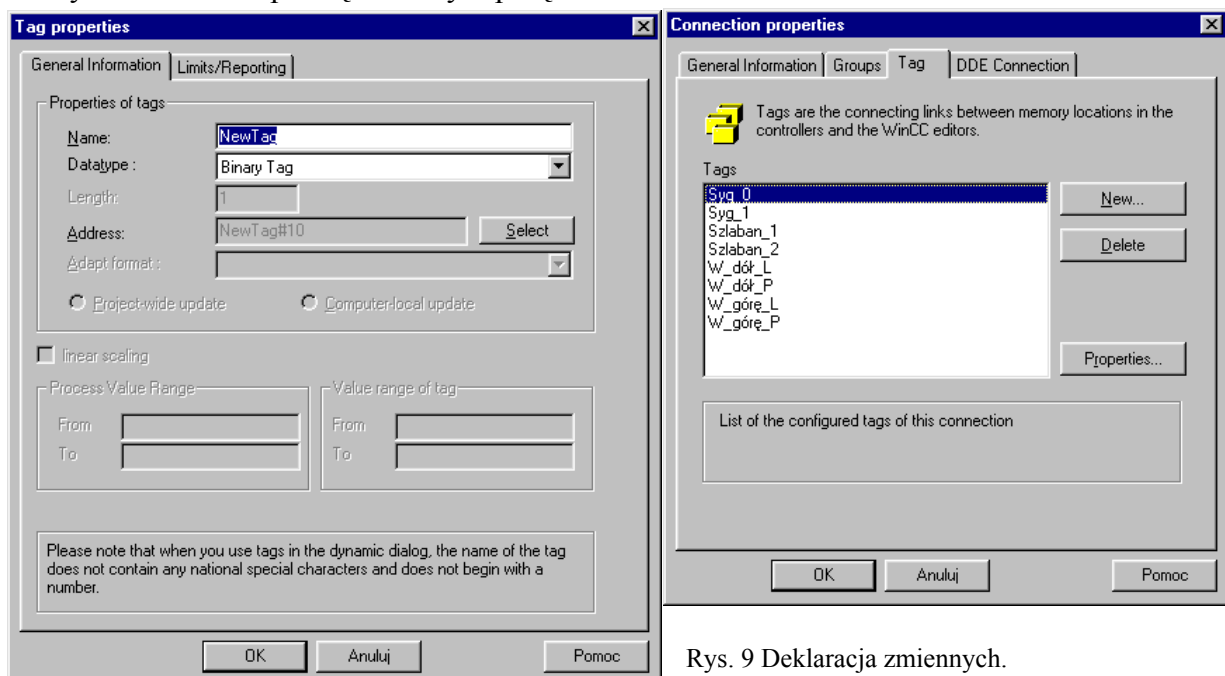 Tag properties
General Information
Limits/Reporting
Properties of tags
Name:
NewTag
Datatype :
Binary Tag
Length:
1
Address:
NewTag#10
Select
Adapt format :
Project-wide update
Computer-local update
linear scaling
Process Value Range
From
To
Value range of tag
From
To
Please note that when you use tags in the dynamic dialog, the name of the tag
does not contain any national special characters and does not begin with a
number.
OK
Anuluj
Pomoc
Connection properties
General Information
Groups
Tag
DDE Connection
Tags are the connecting links between memory locations in the
controllers and the WinCC editors.
Tags
Syg_0
Syg_1
Szlaban_1
Szlaban_2
W_dół_L
W_dół_P
W_górę_L
W_górę_P
New...
Delete
Properties...
List of the configured tags of this connection
OK
Anuluj
Pomoc
Rys. 9 Deklaracja zmiennych.